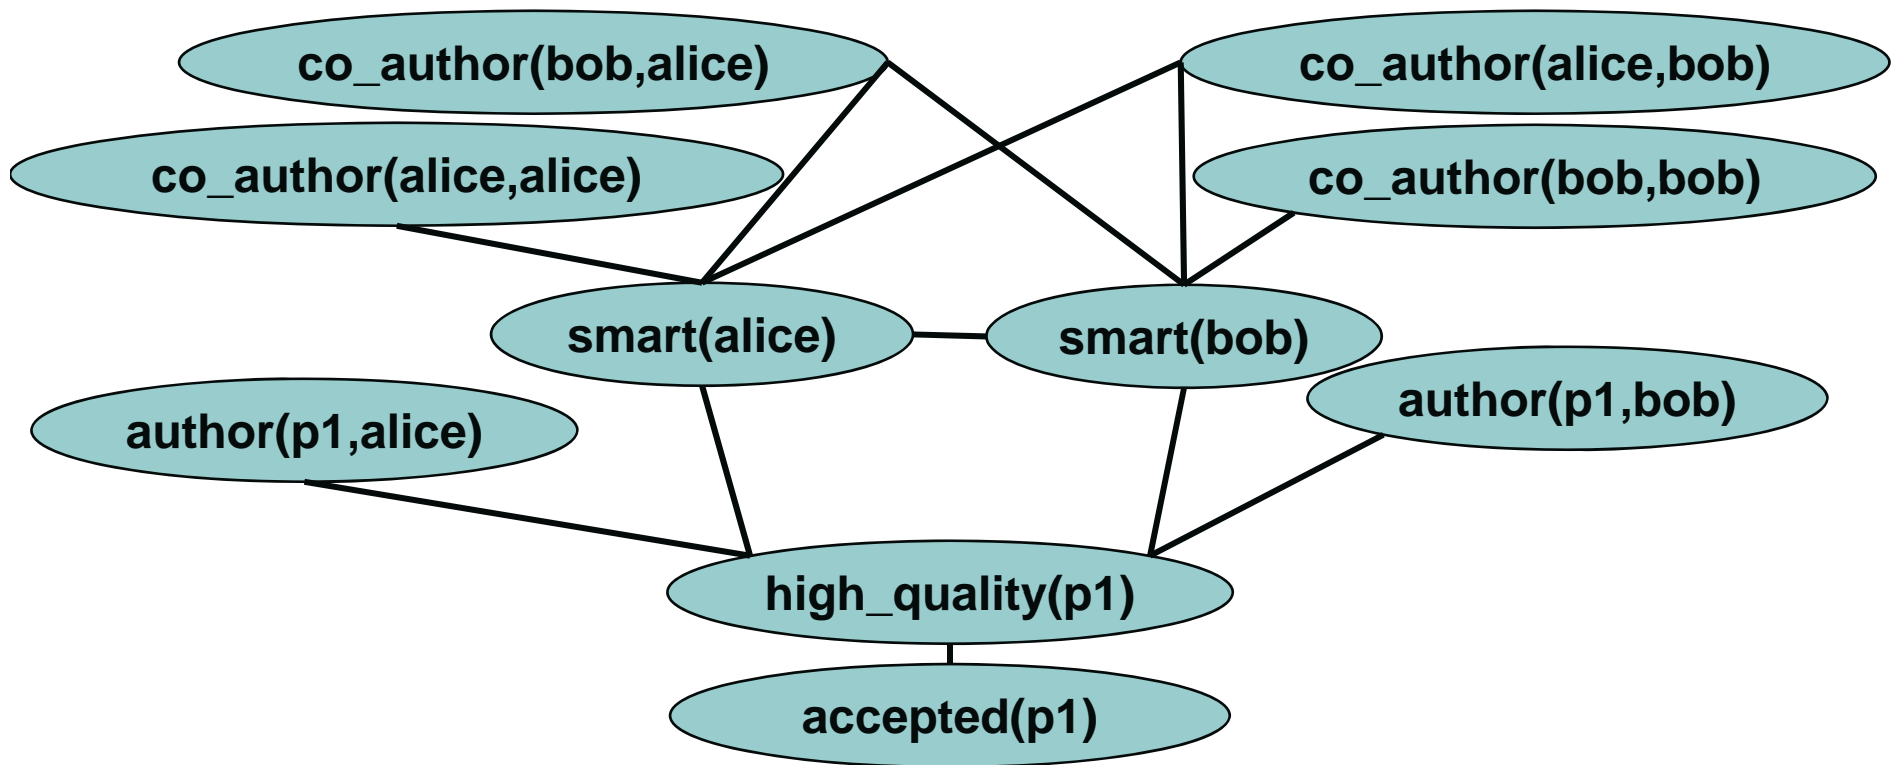 co_author(bob,alice)
co_author(alice,bob)
co_author(alice,alice)
co_author(bob,bob)
smart(alice)
smart(bob)
author(p1,alice)
author(p1,bob)
high_quality(p1)
accepted(p1)